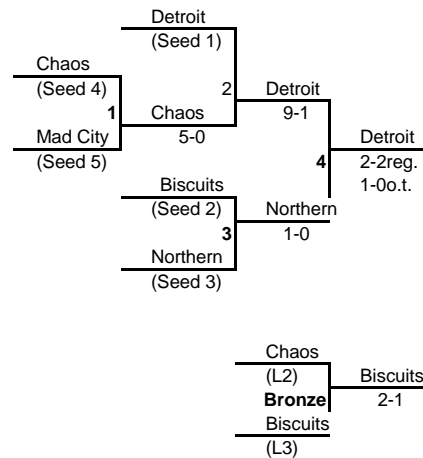 Detroit
(Seed 1)
Chaos
(Seed 4)
2
Detroit
1
Chaos
9-1
Mad City
5-0
Detroit
(Seed 5)
4
2-2reg.
Biscuits
1-0o.t.
(Seed 2)
Northern
3
1-0
Northern
(Seed 3)
Chaos
(L2)
Biscuits
Bronze
2-1
Biscuits
(L3)